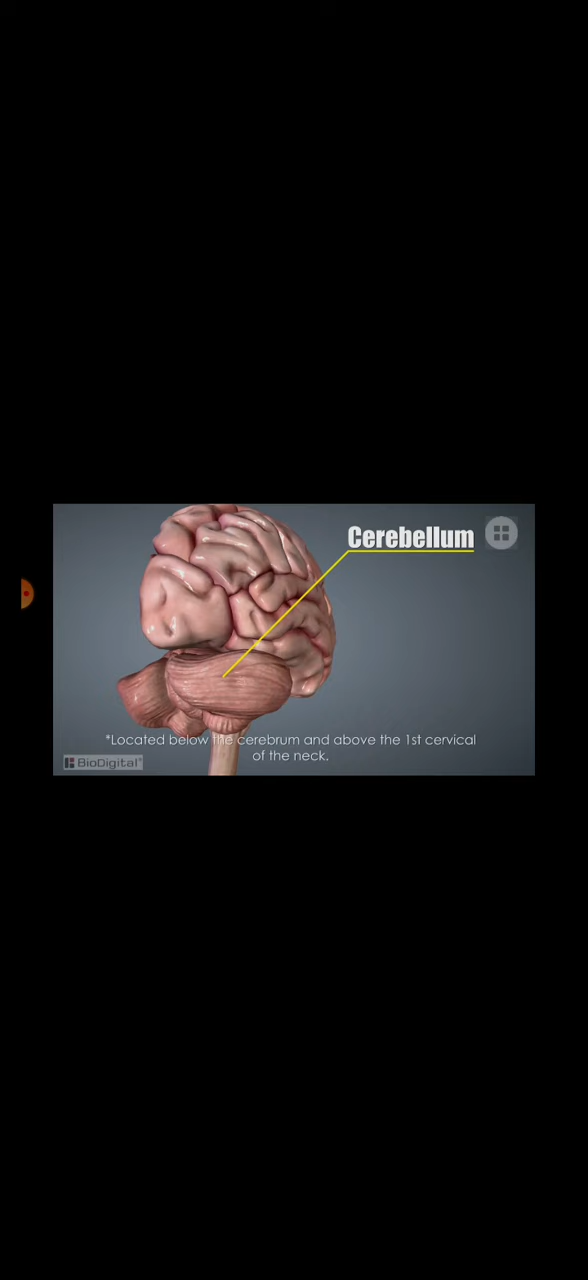 Cerebellum
*Located below the cerebrum and above the 1st cervical
of the neck.
BioDigital®